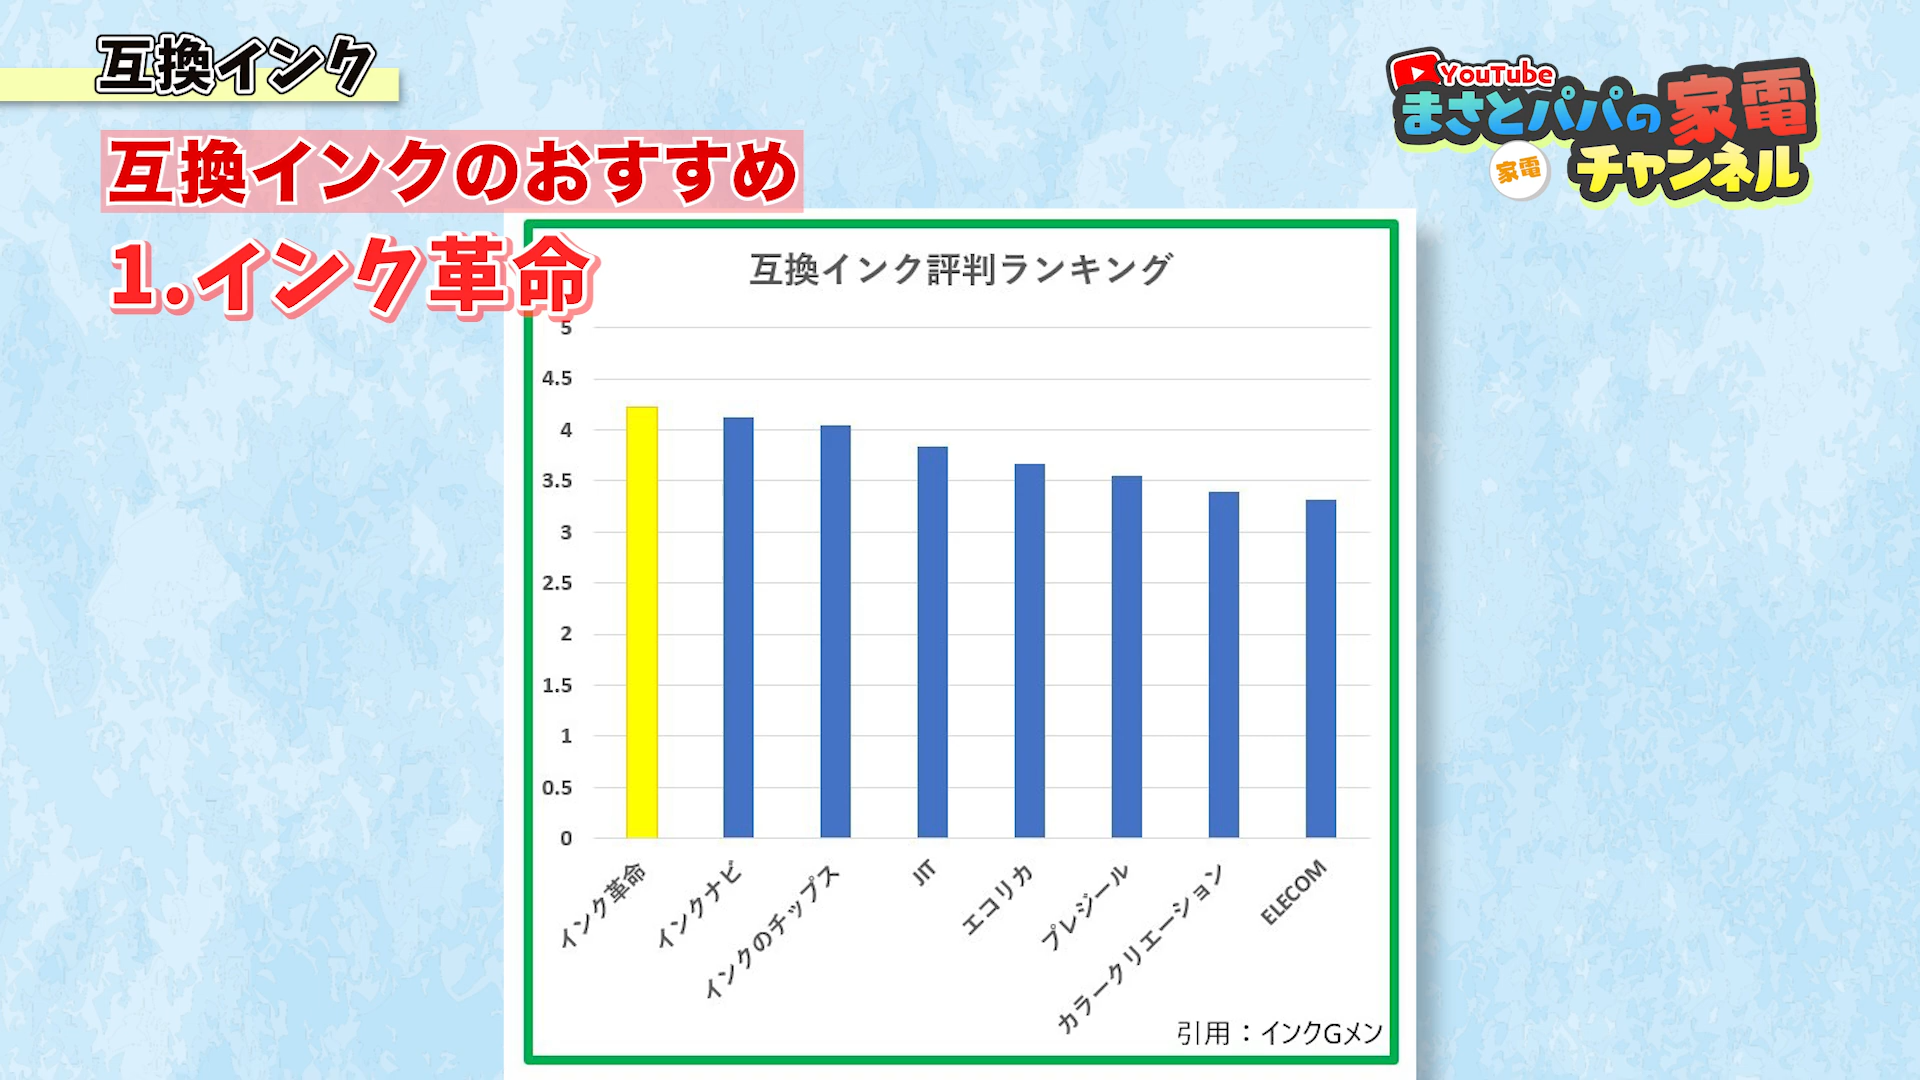 互換インク
YouTube
まさとパパの家電
家電
チャンネル
互換インクのおすすめ
1.インク革命
互換インク評判ランキング
5
4.5
4
3.5
3
2.5
2
1.5
1
0.5
0
インク革命
インクナビ
インクのチップス
JIT
エコリカ
プレジール
カラークリエーション
ELECOM
引用：インクGメン